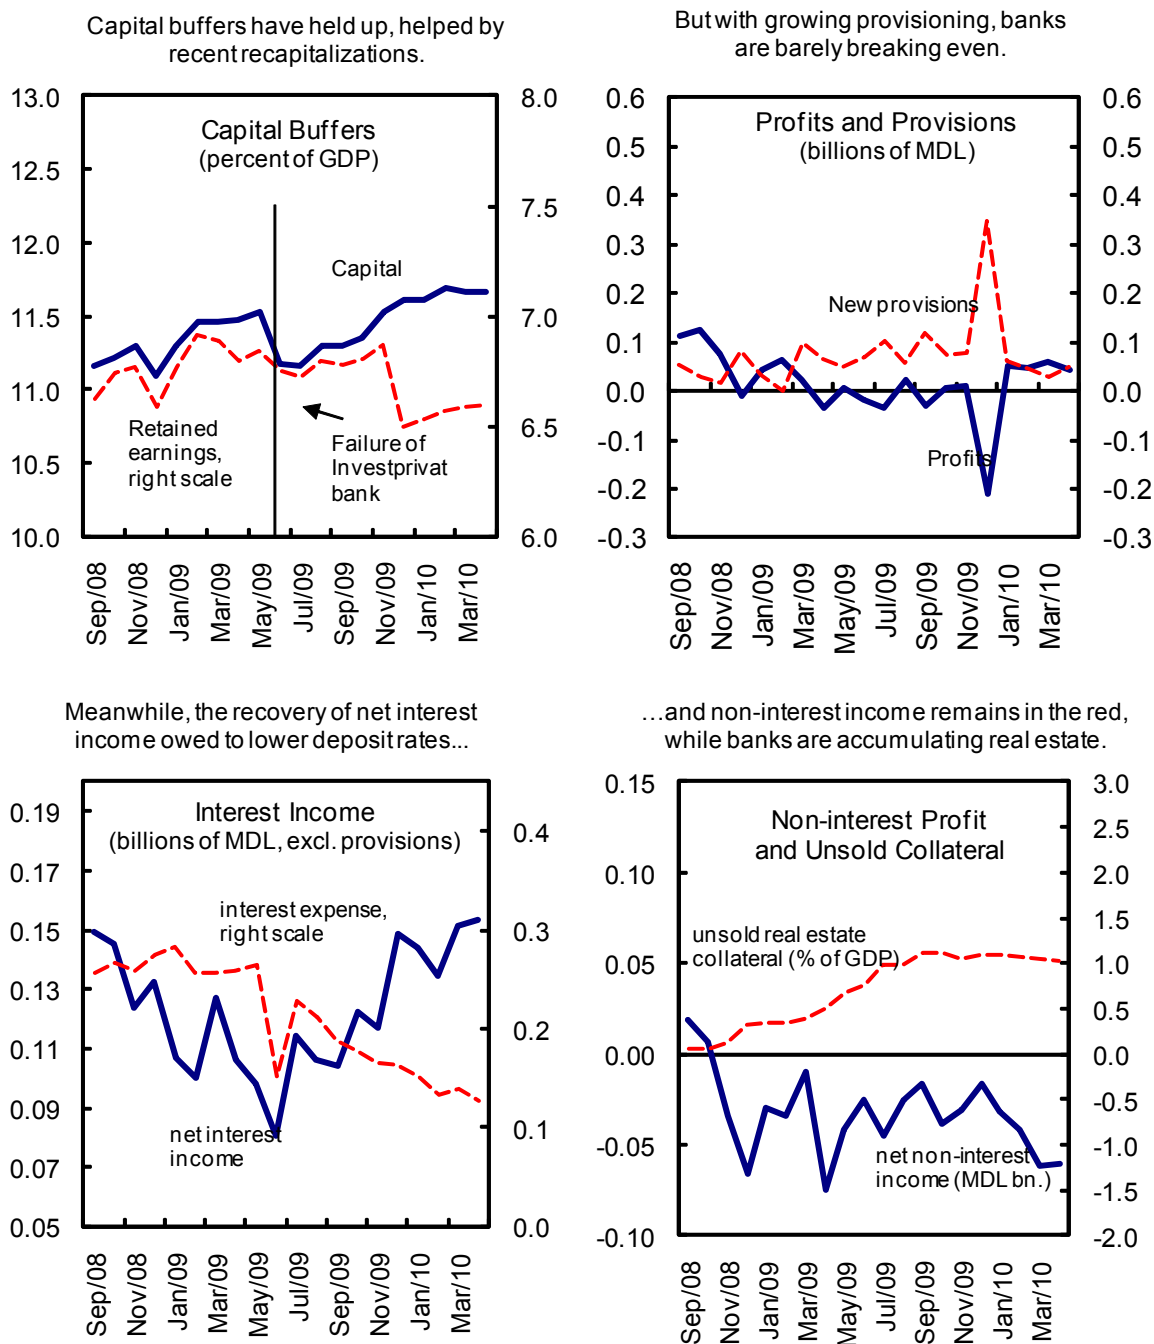 Capital buffers have held up, helped by
recent recapitalizations.
13.0
12.5
12.0
11.5
11.0
10.5
10.0
8.0
7.5
7.0
6.5
6.0
Capital Buffers
(percent of GDP)
Capital
Retained
earnings,
right scale
Failure of
Investprivat
bank
Sep/08
Nov/08
Jan/09
Mar/09
May/09
Jul/09
Sep/09
Nov/09
Jan/10
Mar/10
But with growing provisioning, banks
are barely breaking even.
0.6
0.5
0.4
0.3
0.2
0.1
0.0
-0.1
-0.2
-0.3
0.6
0.5
0.4
0.3
0.2
0.1
0.0
-0.1
-0.2
-0.3
Profits and Provisions
(billions of MDL)
New provisions
Profits
Sep/08
Nov/08
Jan/09
Mar/09
May/09
Jul/09
Sep/09
Nov/09
Jan/10
Mar/10
Meanwhile, the recovery of net interest
income owed to lower deposit rates...
0.19
0.17
0.15
0.13
0.11
0.09
0.07
0.05
0.4
0.3
0.2
0.1
0.0
Interest Income
(billions of MDL, excl. provisions)
interest expense,
right scale
net interest
income
Sep/08
Nov/08
Jan/09
Mar/09
May/09
Jul/09
Sep/09
Nov/09
Jan/10
Mar/10
...and non-interest income remains in the red,
while banks are accumulating real estate.
0.15
0.10
0.05
0.00
-0.05
-0.10
3.0
2.5
2.0
1.5
1.0
0.5
0.0
-0.5
-1.0
-1.5
-2.0
Non-interest Profit
and Unsold Collateral
unsold real estate
collateral (% of GDP)
net non-interest
income (MDL bn.)
Sep/08
Nov/08
Jan/09
Mar/09
May/09
Jul/09
Sep/09
Nov/09
Jan/10
Mar/10